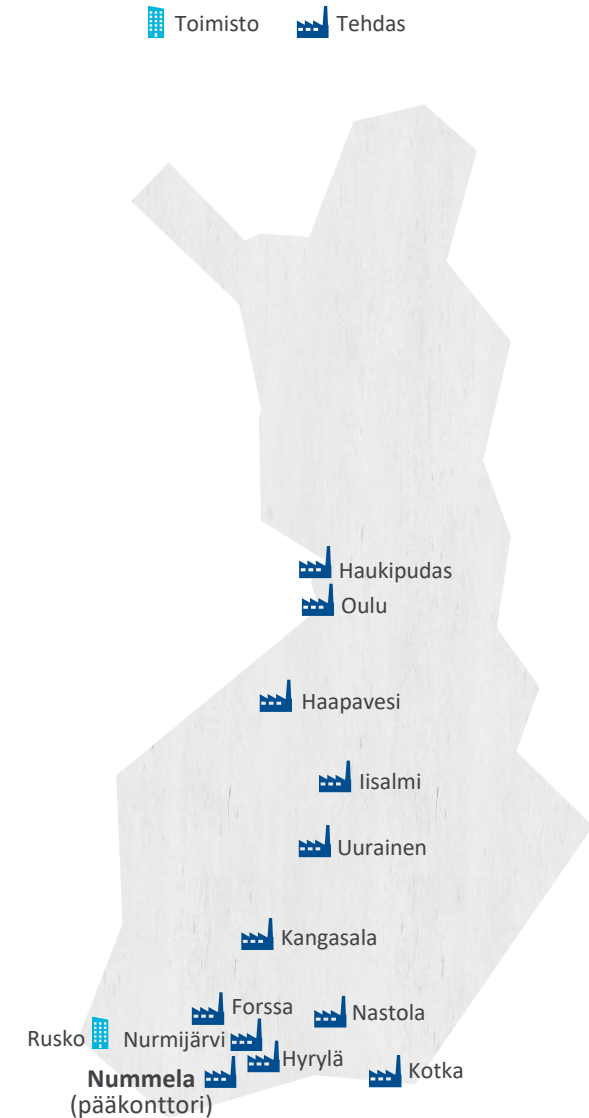 Toimisto Tehdas
Haukipudas
Oulu
Haapavesi
Iisalmi
Uurainen
Kangasala
Forssa
Nastola
Rusko
Nurmijärvi
Hyrylä
Nummela
(pääkonttori)
Kotka